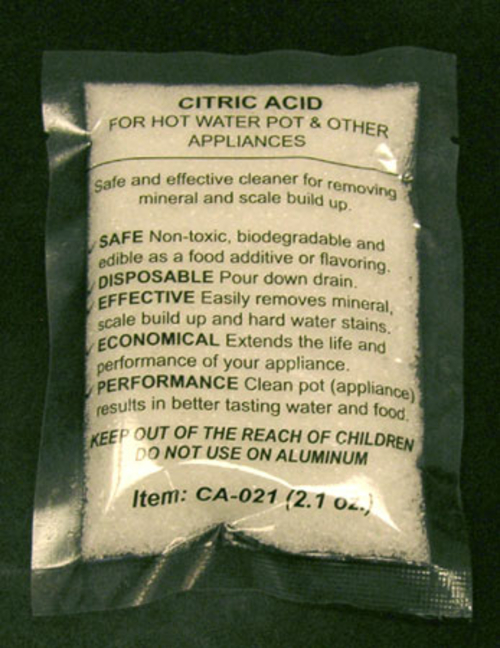 CITRIC ACID
FOR HOT WATER POT & OTHER
APPLIANCES
Safe and effective cleaner for removing
mineral and scale build up.
SAFE Non-toxic, biodegradable and
edible as a food additive or flavoring.
DISPOSABLE Pour down drain.
EFFECTIVE Easily removes mineral,
scale build up and hard water stains.
ECONOMICAL Extends the life and
performance of your appliance.
PERFORMANCE Clean pot (appliance)
results in better tasting water and food.
KEEP OUT OF THE REACH OF CHILDREN
DO NOT USE ON ALUMINUM
Item: CA-021 (2.1 oz.)